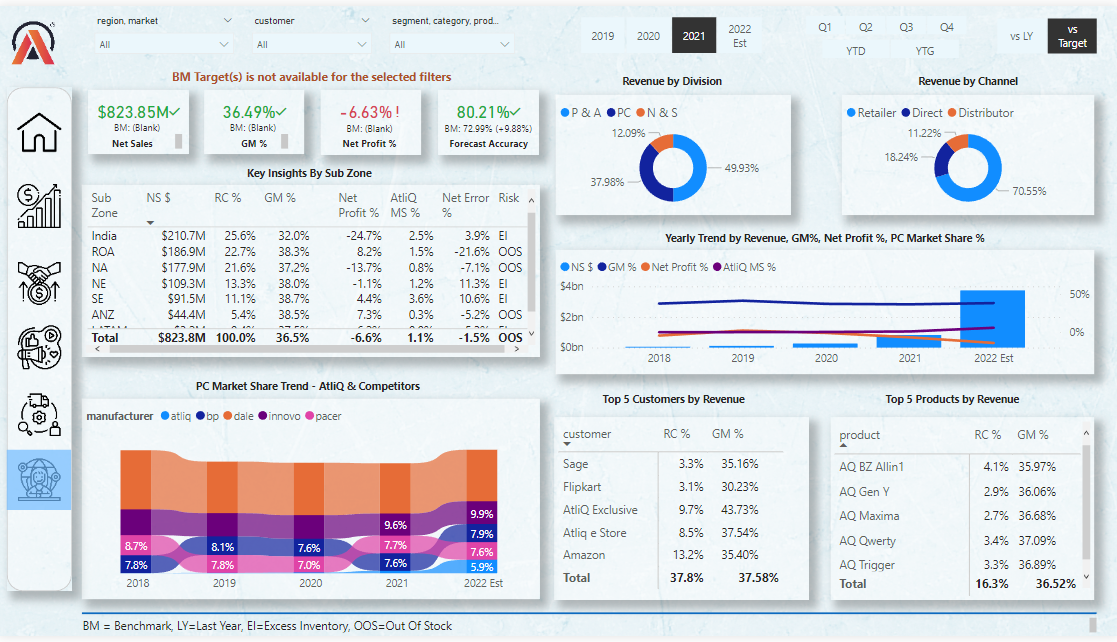 region, market
customer
segment, category, prod...
All
All
All
2019
2020
2021
2022
Est
Q1
Q2
Q3
Q4
YTD
YTG
vs LY
vs
Target
BM Target(s) is not available for the selected filters
$823.85M✓
BM: (Blank)
Net Sales
36.49%✓
BM: (Blank)
GM %
-6.63%!
BM: (Blank)
Net Profit %
80.21%✓
BM: 72.99% (+9.88%)
Forecast Accuracy
Revenue by Division
P & A PC N & S
12.09%
37.98%
49.93%
Revenue by Channel
Retailer Direct Distributor
11.22%
18.24%
70.55%
Key Insights By Sub Zone
Sub Zone NS $ RC % GM % Net Profit % AtliQ MS % Net Error % Risk
India $210.7M 25.6% 32.0% -24.7% 2.5% 3.9% EI
ROA $186.9M 22.7% 38.3% 8.2% 1.5% -21.6% OOS
NA $177.9M 21.6% 37.2% -13.7% 0.8% -7.1% OOS
NE $109.3M 13.3% 38.0% -1.1% 1.2% 11.3% EI
SE $91.5M 11.1% 38.7% 4.4% 3.6% 10.6% EI
ANZ $44.4M 5.4% 38.5% 7.3% 0.3% -5.2% OOS
Total $823.8M 100.0% 36.5% -6.6% 1.1% -1.5% OOS
Yearly Trend by Revenue, GM%, Net Profit %, PC Market Share %
NS $ GM % Net Profit % AtliQ MS %
$4bn
$2bn
$0bn
50%
0%
2018 2019 2020 2021 2022 Est
PC Market Share Trend - AtliQ & Competitors
manufacturer atliq bp dale innovo pacer
8.7%
7.8%
8.1%
7.8%
7.6%
7.0%
9.6%
7.7%
7.6%
9.9%
7.9%
7.6%
5.9%
2018 2019 2020 2021 2022 Est
Top 5 Customers by Revenue
customer RC % GM %
Sage 3.3% 35.16%
Flipkart 3.1% 30.23%
AtliQ Exclusive 9.7% 43.73%
Atliq e Store 8.5% 37.54%
Amazon 13.2% 35.40%
Total 37.8% 37.58%
Top 5 Products by Revenue
product RC % GM %
AQ BZ Allin1 4.1% 35.97%
AQ Gen Y 2.9% 36.06%
AQ Maxima 2.7% 36.68%
AQ Qwerty 3.4% 37.09%
AQ Trigger 3.3% 36.89%
Total 16.3% 36.52%
BM = Benchmark, LY=Last Year, EI=Excess Inventory, OOS=Out Of Stock